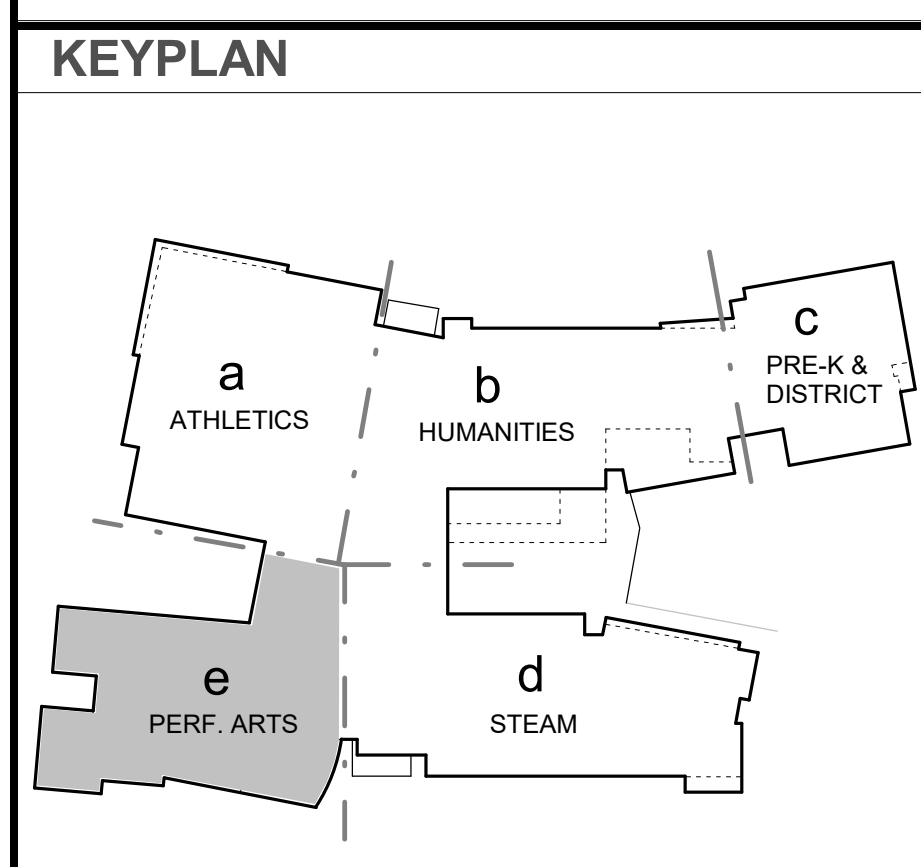 KEYPLAN
a
ATHLETICS
b
HUMANITIES
c
PRE-K &
DISTRICT
e
PERF. ARTS
d
STEAM